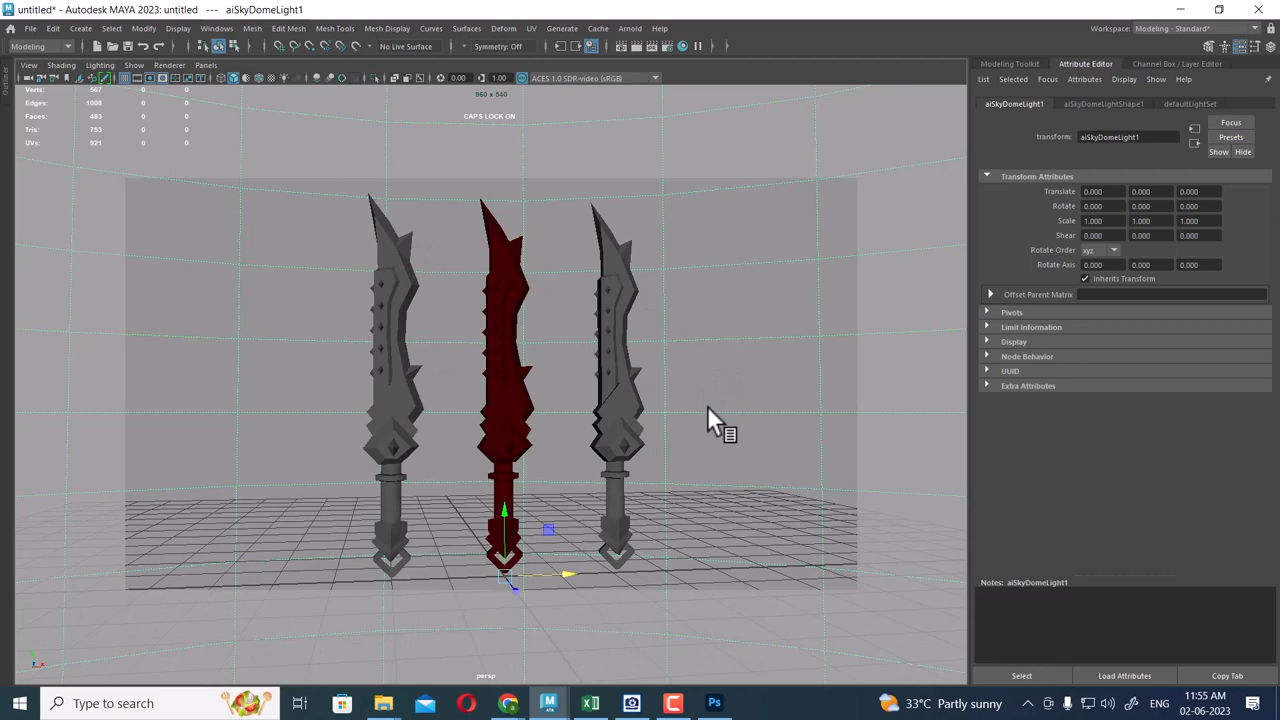 untitled* - Autodesk MAYA 2023: untitled --- aiSkyDomeLight1
File Edit Create Select Modify Display Windows Mesh Edit Mesh Mesh Tools Mesh Display Curves Surfaces Deform UV Generate Cache Arnold Help
Workspace: Modeling - Standard*
Modeling No Live Surface Symmetry: Off
View Shading Lighting Show Renderer Panels
0.00 1.00 ACES 1.0 SDR-video (sRGB)
Outliner
Verts: 567 0 0
Edges: 1008 0 0
Faces: 483 0 0
Tris: 753 0 0
UVs: 921 0 0
960 x 540
CAPS LOCK ON
persp
Modeling Toolkit Attribute Editor Channel Box / Layer Editor
List Selected Focus Attributes Display Show Help
aiSkyDomeLight1 aiSkyDomeLightShape1 defaultLightSet
transform: aiSkyDomeLight1
Focus
Presets
Show Hide
Transform Attributes
Translate 0.000 0.000 0.000
Rotate 0.000 0.000 0.000
Scale 1.000 1.000 1.000
Shear 0.000 0.000 0.000
Rotate Order xyz
Rotate Axis 0.000 0.000 0.000
Inherits Transform
Offset Parent Matrix
Pivots
Limit Information
Display
Node Behavior
UUID
Extra Attributes
Notes: aiSkyDomeLight1
Select Load Attributes Copy Tab
Type here to search
33°C Partly sunny
ENG
11:55 AM
02-06-2023